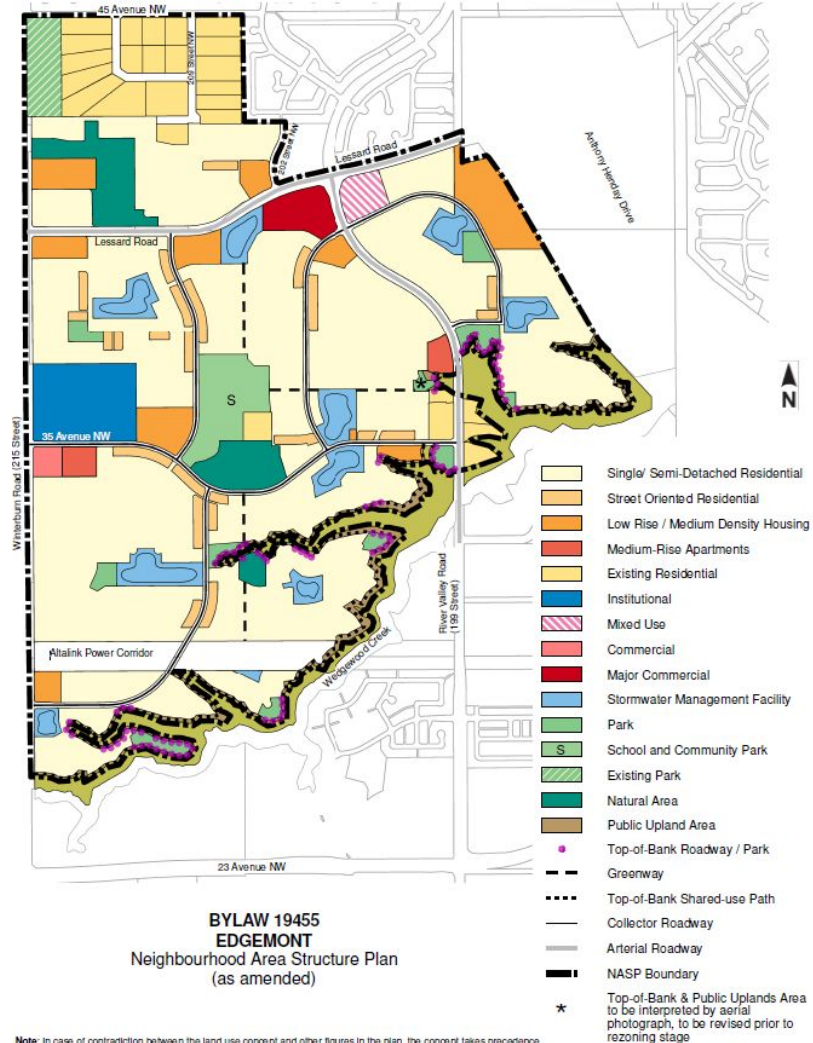 45 Avenue NW
209 Street NW
202 Street NW
Lessard Road
Anthony Henday Drive
Lessard Road
S
*
N
35 Avenue NW
Winterburn Road (215 Street)
River Valley Road
(199 Street)
Altalink Power Corridor
Wedgewood Creek
23 Avenue NW
Single/ Semi-Detached Residential
Street Oriented Residential
Low Rise / Medium Density Housing
Medium-Rise Apartments
Existing Residential
Institutional
Mixed Use
Commercial
Major Commercial
Stormwater Management Facility
Park
S School and Community Park
Existing Park
Natural Area
Public Upland Area
Top-of-Bank Roadway / Park
Greenway
Top-of-Bank Shared-use Path
Collector Roadway
Arterial Roadway
NASP Boundary
* Top-of-Bank & Public Uplands Area
to be interpreted by aerial
photograph, to be revised prior to
rezoning stage
BYLAW 19455
EDGEMONT
Neighbourhood Area Structure Plan
(as amended)
Note: In case of contradiction between the land use concept and other figures in the plan, the concept takes precedence